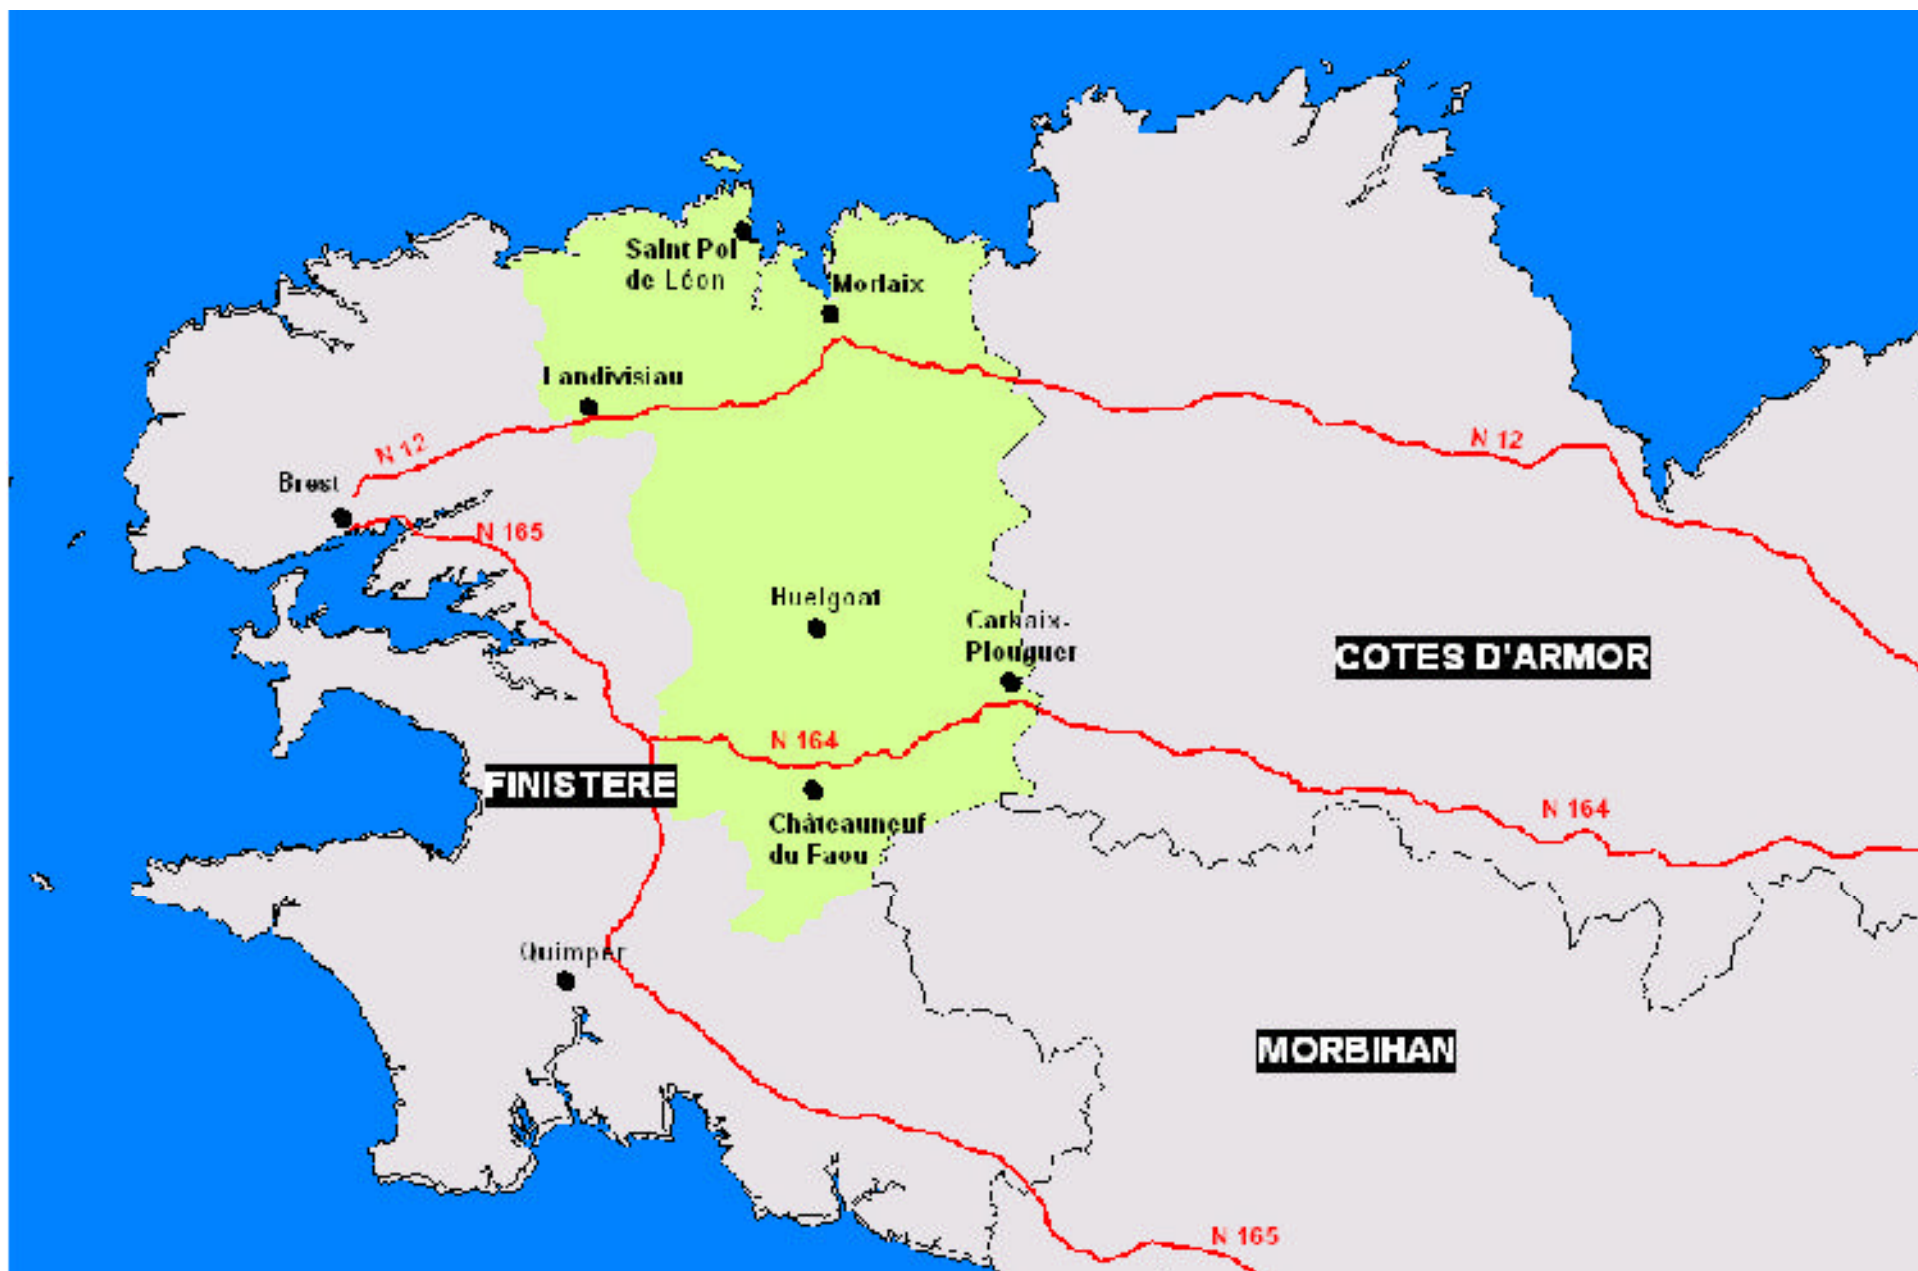 Saint Pol
de Léon
Morlaix
Landivisiau
N 12
N 12
Brest
N 165
Huelgoat
Carhaix-
Plouguer
COTES D'ARMOR
N 164
FINISTERE
N 164
Châteauneuf
du Faou
Quimper
MORBIHAN
N 165